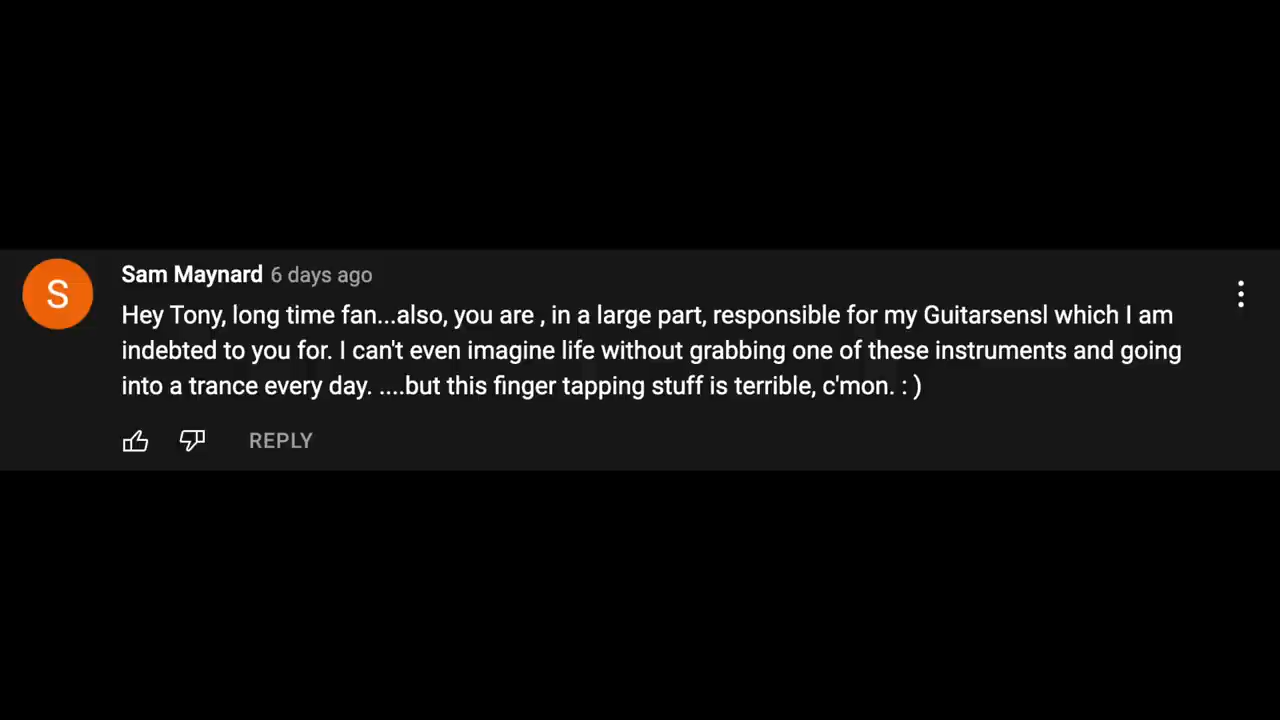 S
Sam Maynard 6 days ago
Hey Tony, long time fan...also, you are , in a large part, responsible for my Guitarsensl which I am
indebted to you for. I can't even imagine life without grabbing one of these instruments and going
into a trance every day. ....but this finger tapping stuff is terrible, c'mon. : )
REPLY